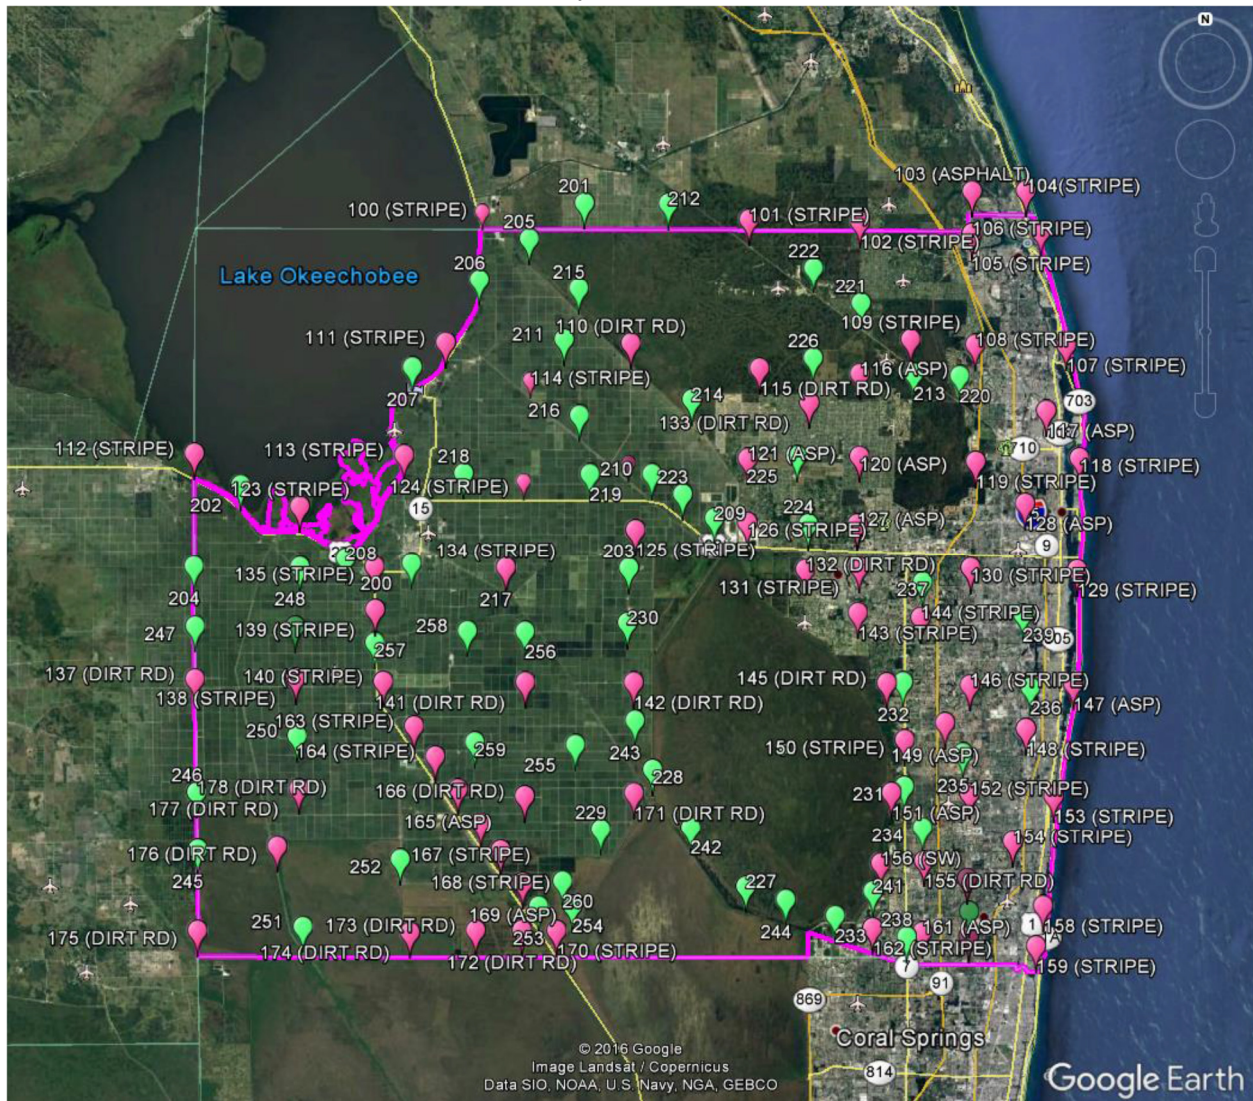 N
103 (ASPHALT)
104(STRIPE)
201
212
100 (STRIPE)
205
101 (STRIPE)
106 (STRIPE)
102 (STRIPE)
105 (STRIPE)
206
Lake Okeechobee
215
222
221
110 (DIRT RD)
109 (STRIPE)
111 (STRIPE)
211
226
108 (STRIPE)
107 (STRIPE)
114 (STRIPE)
116 (ASP)
115 (DIRT RD)
213
220
207
214
703
216
133 (DIRT RD)
117 (ASP)
112 (STRIPE)
113 (STRIPE)
710
218
210
223
121 (ASP)
120 (ASP)
118 (STRIPE)
225
119 (STRIPE)
202
123 (STRIPE)
124 (STRIPE)
219
15
209
224
126 (STRIPE)
127 (ASP)
128 (ASP)
208
134 (STRIPE)
203
125 (STRIPE)
9
135 (STRIPE)
200
132 (DIRT RD)
130 (STRIPE)
131 (STRIPE)
129 (STRIPE)
204
248
217
237
247
139 (STRIPE)
258
230
144 (STRIPE)
143 (STRIPE)
239
05
257
256
137 (DIRT RD)
140 (STRIPE)
145 (DIRT RD)
146 (STRIPE)
138 (STRIPE)
141 (DIRT RD)
142 (DIRT RD)
232
236
147 (ASP)
163 (STRIPE)
250
164 (STRIPE)
259
255
243
150 (STRIPE)
149 (ASP)
148 (STRIPE)
246
178 (DIRT RD)
228
177 (DIRT RD)
166 (DIRT RD)
171 (DIRT RD)
231
235
152 (STRIPE)
151 (ASP)
153 (STRIPE)
165 (ASP)
229
234
154 (STRIPE)
176 (DIRT RD)
242
252
167 (STRIPE)
156 (SW)
245
168 (STRIPE)
227
155 (DIRT RD)
260
241
251
173 (DIRT RD)
169 (ASP)
254
244
238
161 (ASP)
1
158 (STRIPE)
175 (DIRT RD)
253
233
174 (DIRT RD)
170 (STRIPE)
162 (STRIPE)
A
172 (DIRT RD)
7
159 (STRIPE)
91
869
Coral Springs
© 2016 Google
Image Landsat / Copernicus
814
Data SIO, NOAA, U.S. Navy, NGA, GEBCO
Google Earth